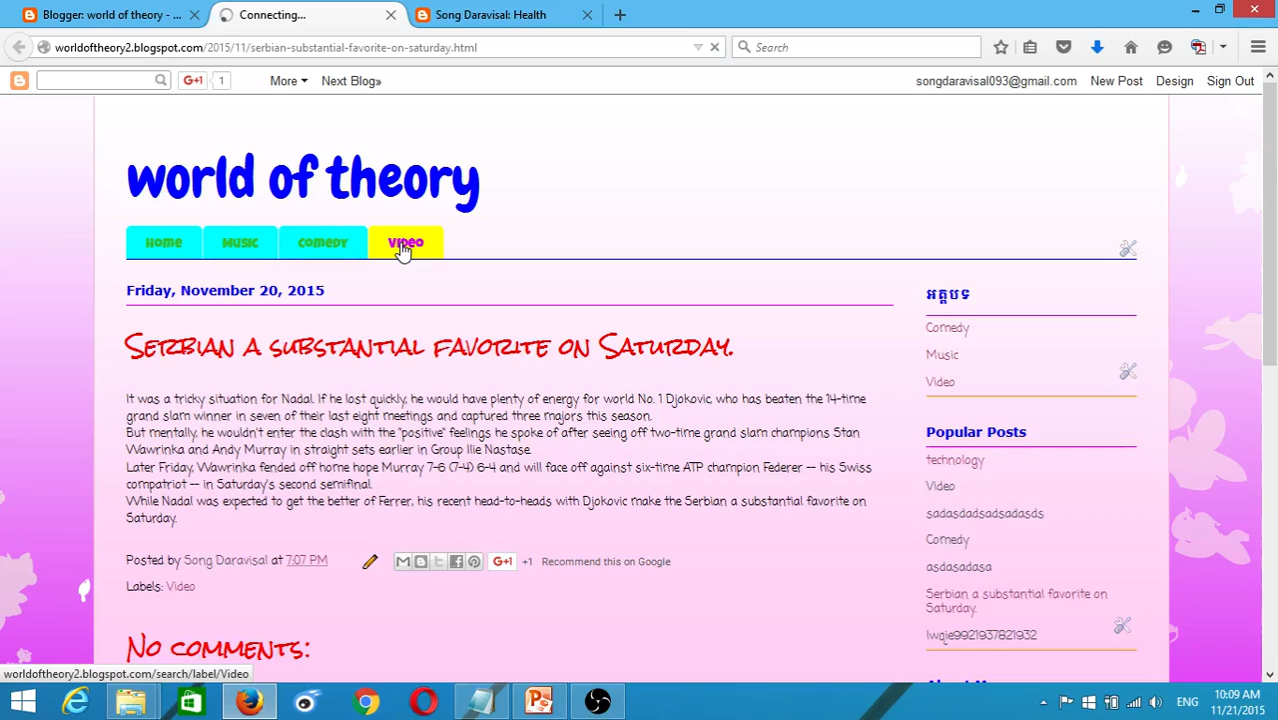 Blogger: world of theory - ...
Connecting...
Song Daravisal: Health
worldoftheory2.blogspot.com/2015/11/serbian-substantial-favorite-on-saturday.html
Search
G+1 1
More
Next Blog»
songdaravisal093@gmail.com
New Post
Design
Sign Out
world of theory
Home
Music
Comedy
Video
Friday, November 20, 2015
Serbian a substantial favorite on Saturday.
It was a tricky situation for Nadal. If he lost quickly, he would have plenty of energy for world No. 1 Djokovic, who has beaten the 14-time
grand slam winner in seven of their last eight meetings and captured three majors this season.
But mentally, he wouldn't enter the clash with the "positive" feelings he spoke of after seeing off two-time grand slam champions Stan
Wawrinka and Andy Murray in straight sets earlier in Group Ilie Nastase.
Later Friday, Wawrinka fended off home hope Murray 7-6 (7-4) 6-4 and will face off against six-time ATP champion Federer -- his Swiss
compatriot -- in Saturday's second semifinal.
While Nadal was expected to get the better of Ferrer, his recent head-to-heads with Djokovic make the Serbian a substantial favorite on
Saturday.
Posted by Song Daravisal at 7:07 PM
G+1 +1 Recommend this on Google
Labels: Video
No comments:
អត្ថបទ
Comedy
Music
Video
Popular Posts
technology
Video
sadasdadsadsadasds
Comedy
asdasadasa
Serbian a substantial favorite on
Saturday.
lwqie9921937821932
worldoftheory2.blogspot.com/search/label/Video
ENG
10:09 AM
11/21/2015